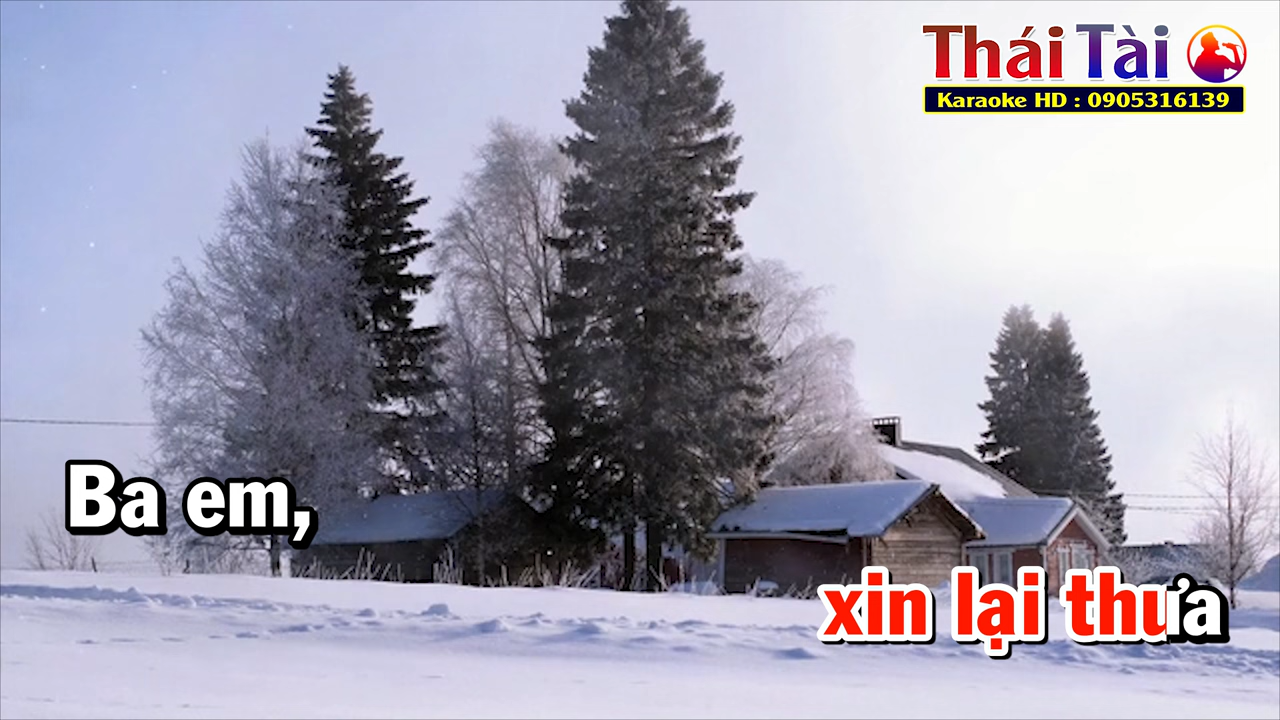 Thái Tài
Karaoke HD : 0905316139
Ba em,
xin lại thưa